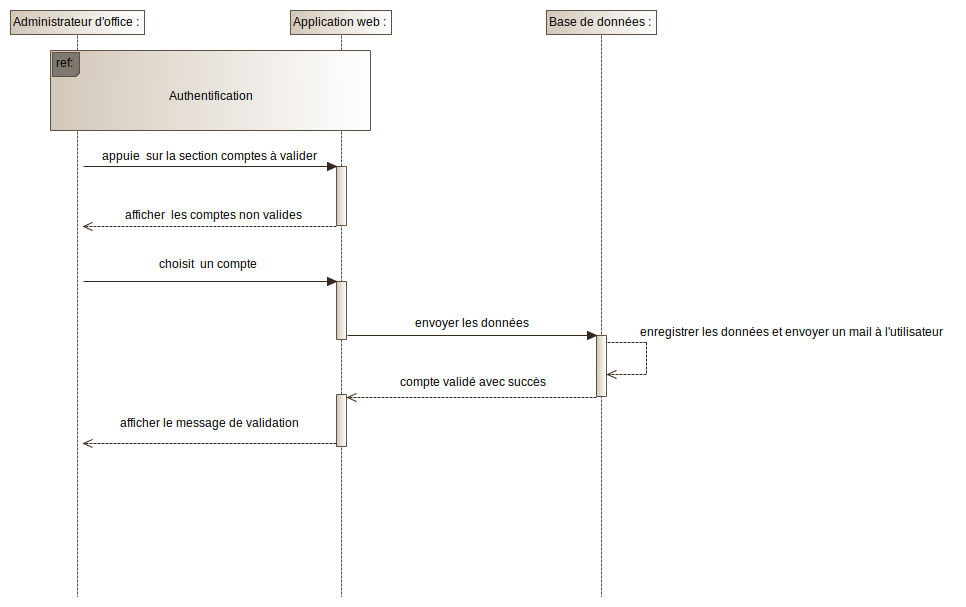 Administrateur d'office :
Application web :
Base de données :
ref:
Authentification
appuie  sur la section comptes à valider
afficher  les comptes non valides
choisit  un compte
envoyer les données
enregistrer les données et envoyer un mail à l'utilisateur
compte validé avec succès
afficher le message de validation